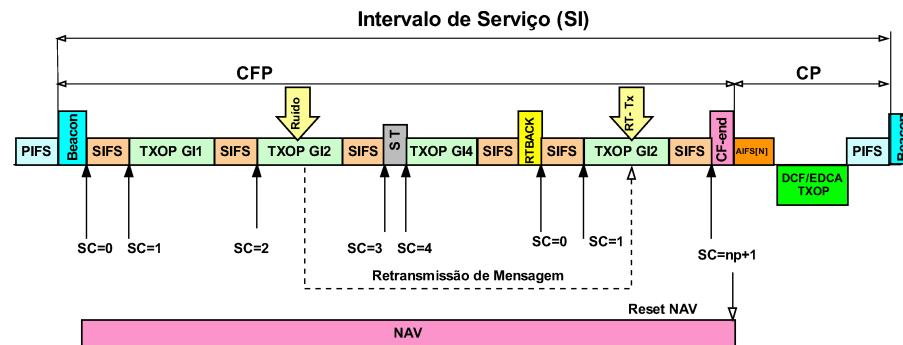 Intervalo de Serviço (SI)
CFP
CP
Ruído
RT- Tx
PIFS
Beacon
SIFS
TXOP GI1
SIFS
TXOP GI2
SIFS
S T
TXOP GI4
SIFS
RTBACK
SIFS
TXOP GI2
SIFS
CF-end
AIFS[N]
DCF/EDCA
TXOP
PIFS
Beacon
SC=0
SC=1
SC=2
SC=3
SC=4
SC=0
SC=1
SC=np+1
Retransmissão de Mensagem
Reset NAV
NAV